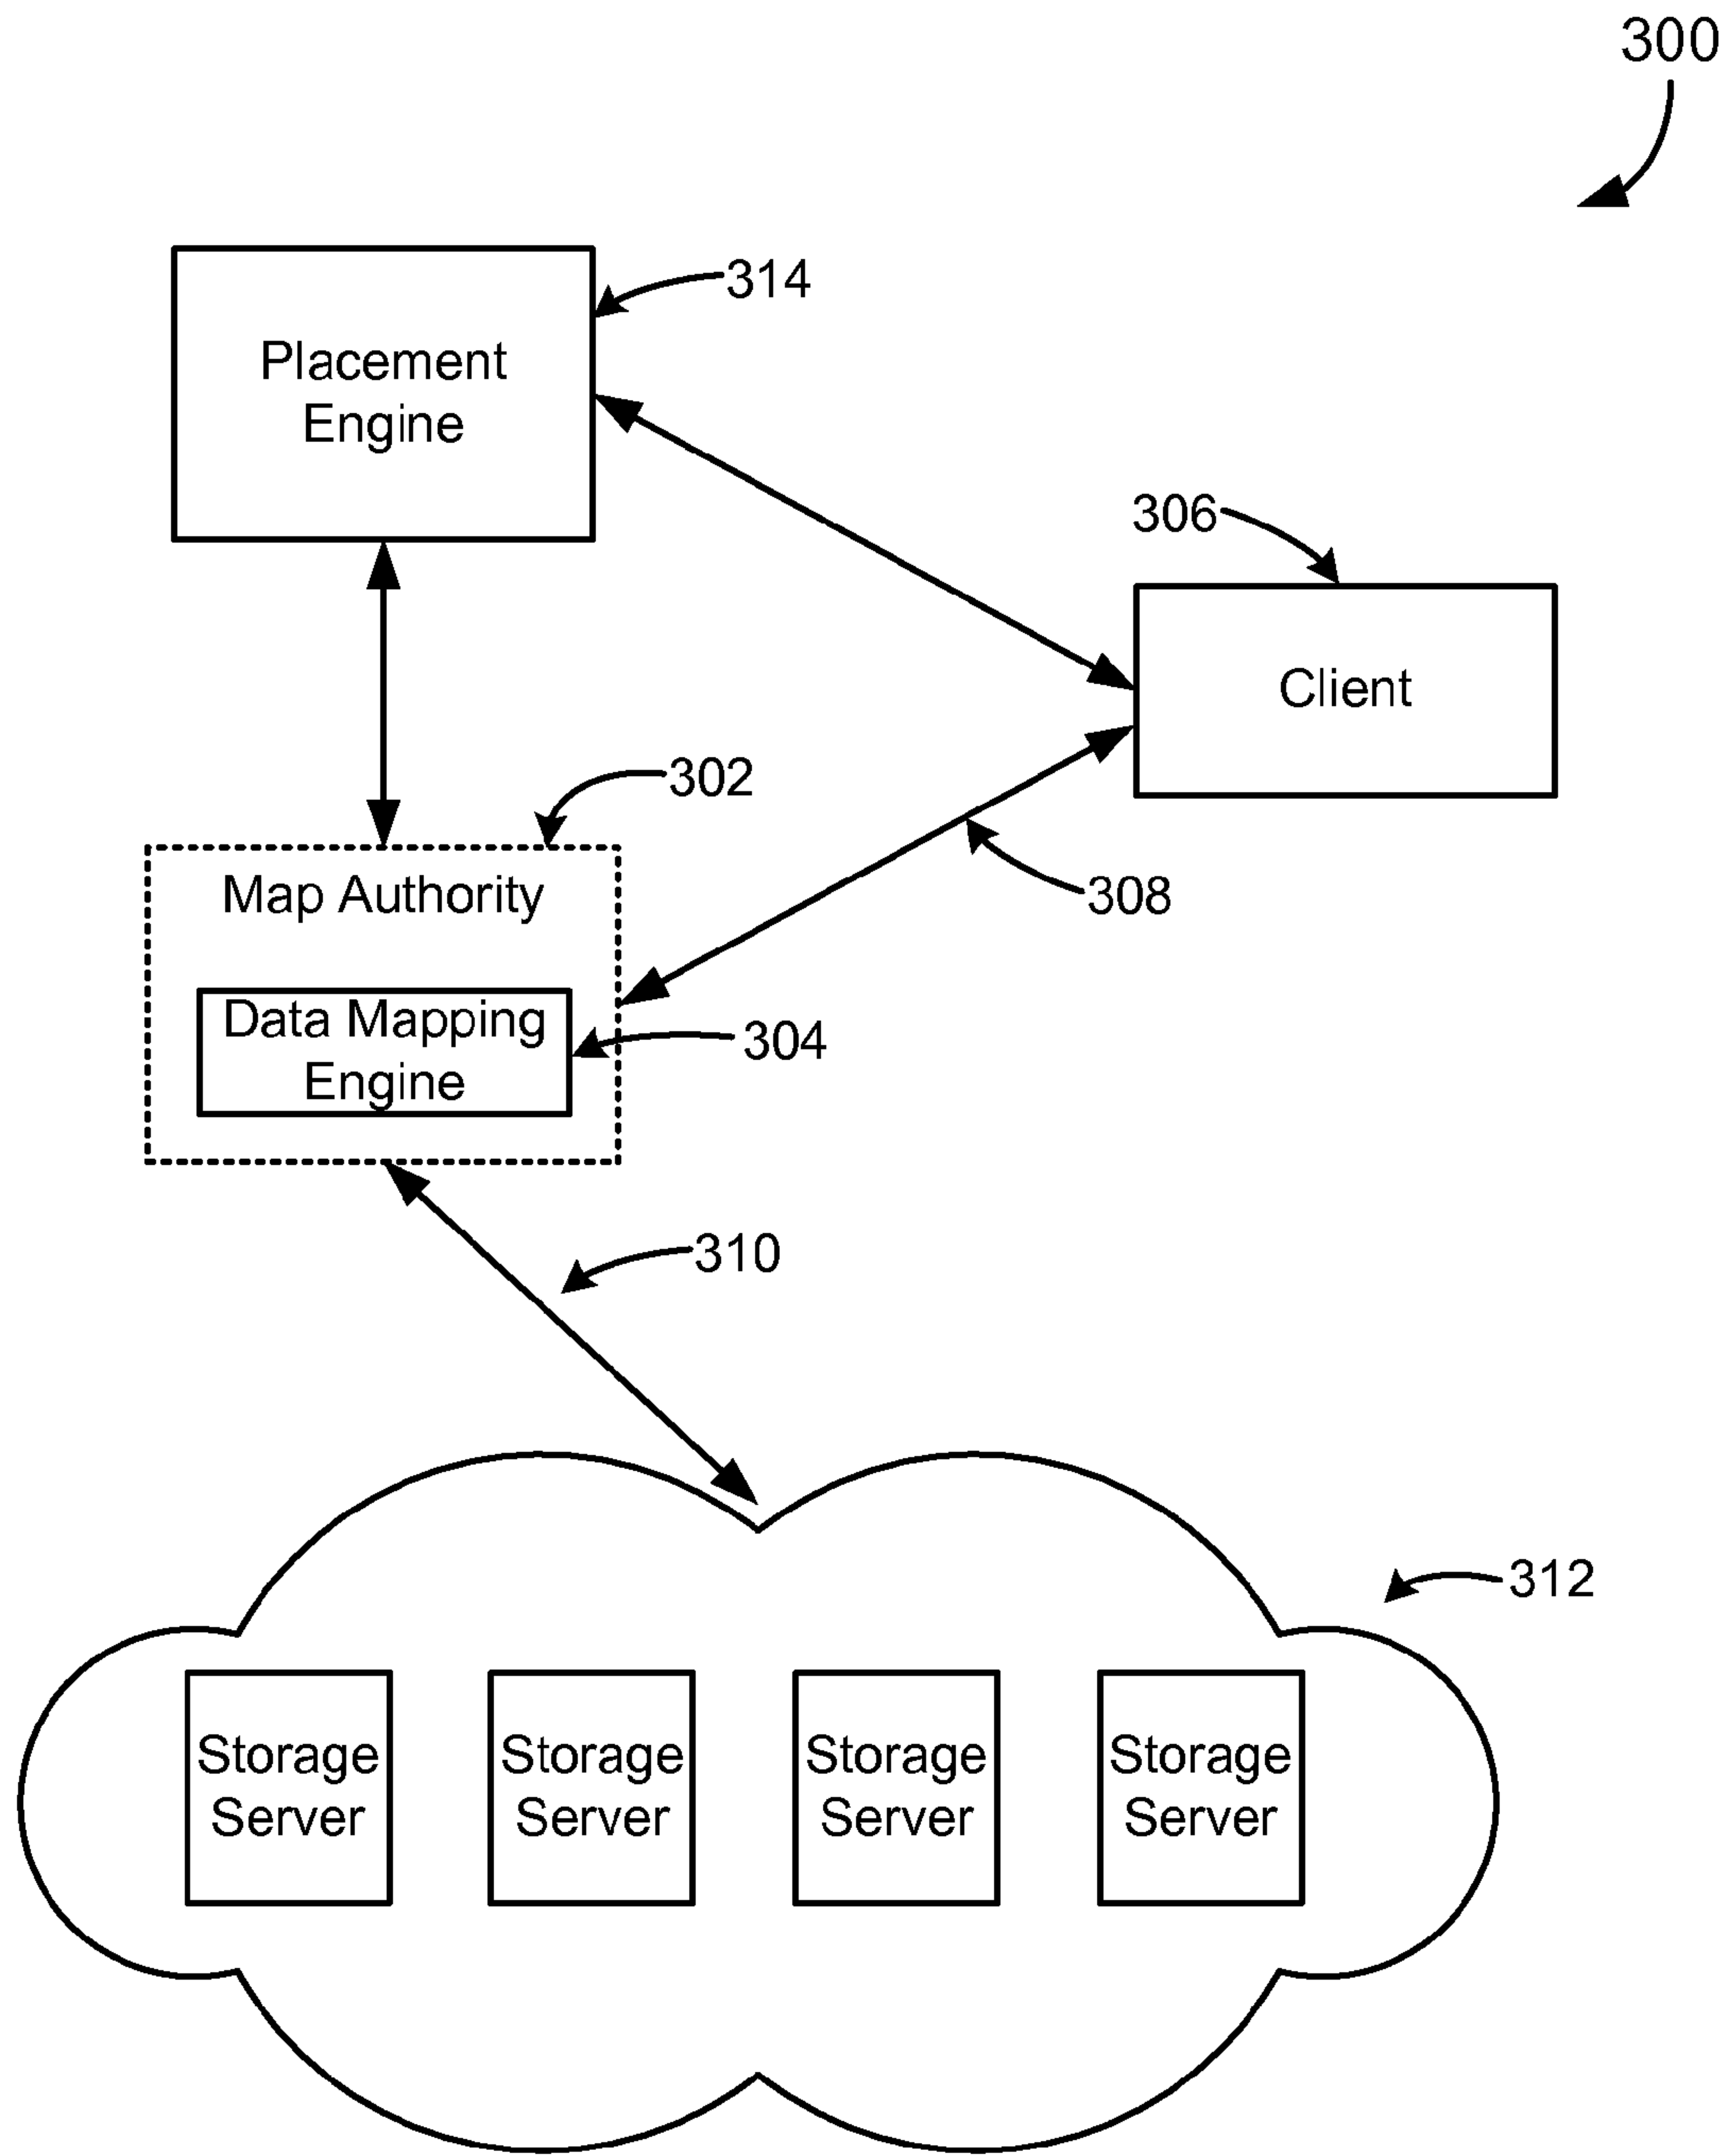 300
314
Placement
Engine
306
Client
302
Map Authority
308
Data Mapping
Engine
304
310
312
Storage
Server
Storage
Server
Storage
Server
Storage
Server